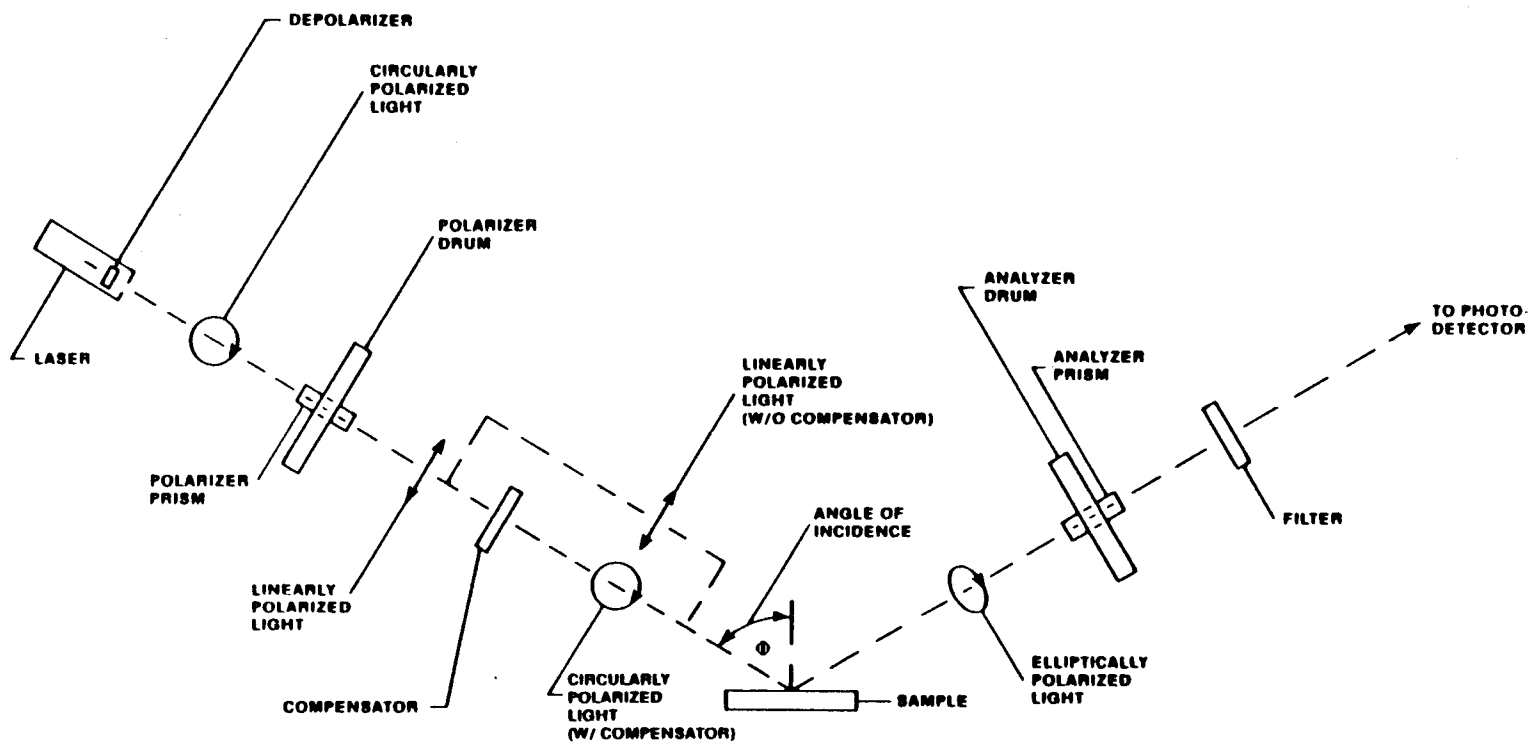 DEPOLARIZER
CIRCULARLY
POLARIZED
LIGHT
POLARIZER
DRUM
LASER
ANALYZER
DRUM
TO PHOTO-
DETECTOR
ANALYZER
PRISM
LINEARLY
POLARIZED
LIGHT
(W/O COMPENSATOR)
POLARIZER
PRISM
ANGLE OF
INCIDENCE
FILTER
LINEARLY
POLARIZED
LIGHT
Φ
ELLIPTICALLY
POLARIZED
LIGHT
COMPENSATOR
CIRCULARLY
POLARIZED
LIGHT
(W/ COMPENSATOR)
SAMPLE